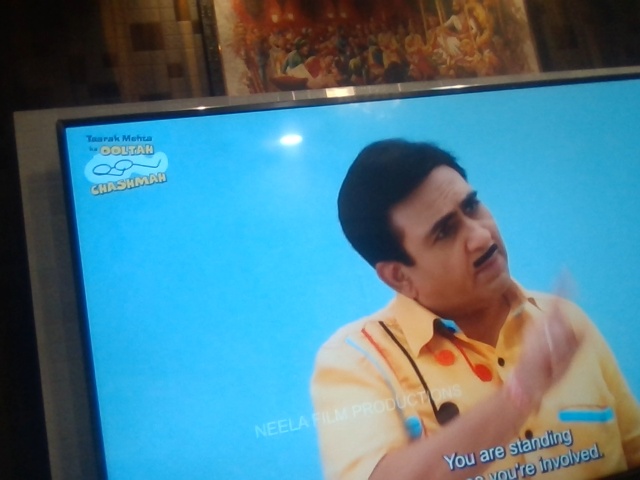 Taarak Mehta
ka OOLTAH
CHASHMAH
NEELA FILM PRODUCTIONS
You are standing
you're involved.